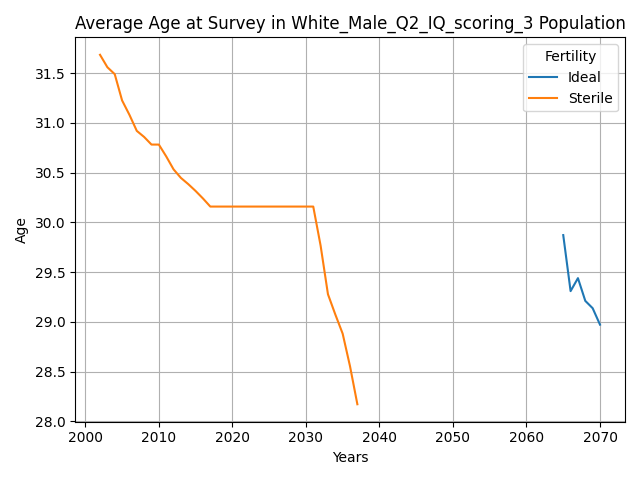 Average Age at Survey in White_Male_Q2_IQ_scoring_3 Population
Fertility
Ideal
Sterile
Age
31.5
31.0
30.5
30.0
29.5
29.0
28.5
28.0
2000 2010 2020 2030 2040 2050 2060 2070
Years